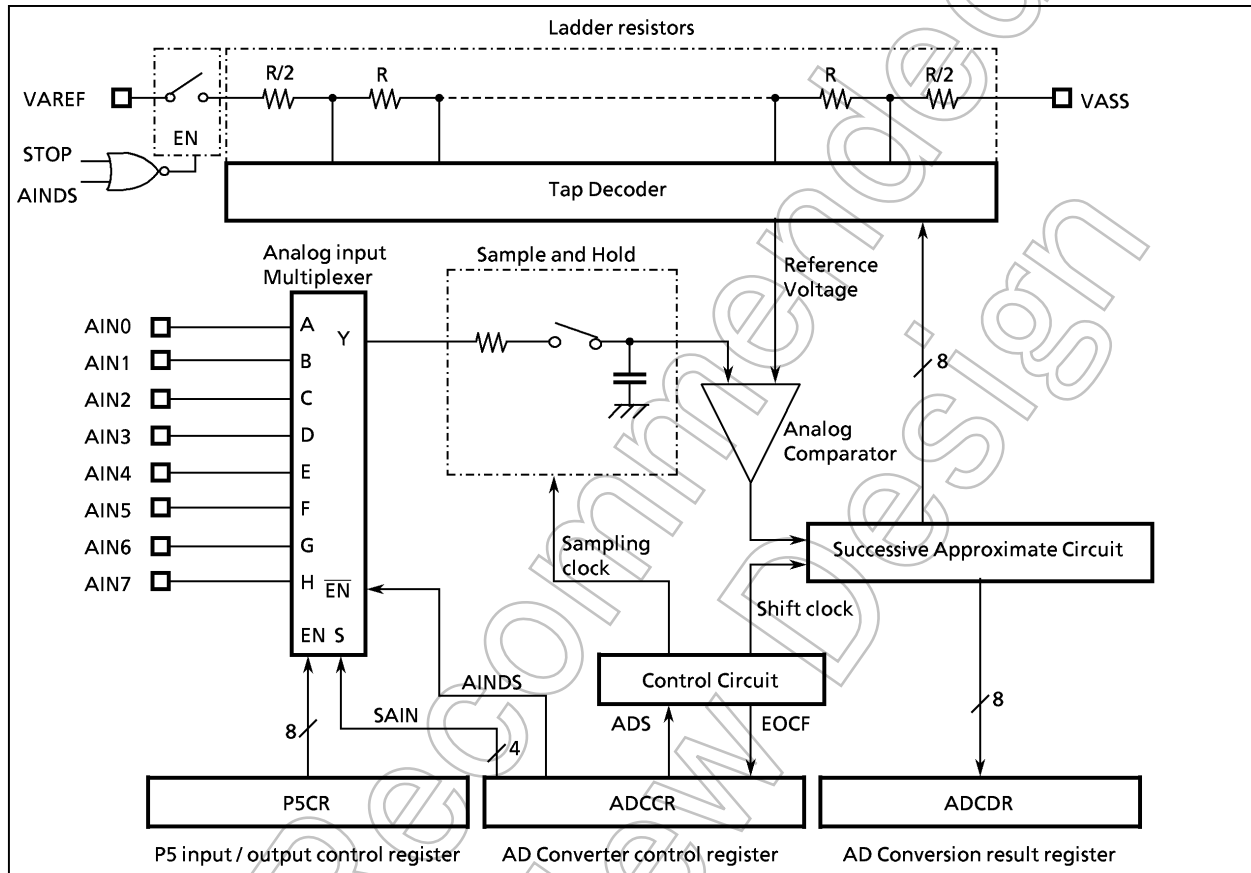 Ladder resistors
R/2
R
R
R/2
VAREF
VASS
EN
STOP
AINDS
Tap Decoder
Analog input
Multiplexer
Sample and Hold
Reference
Voltage
AIN0
AIN1
AIN2
AIN3
AIN4
AIN5
AIN6
AIN7
A
B
C
D
E
F
G
H
Y
EN
EN S
8
Analog
Comparator
Sampling
clock
Successive Approximate Circuit
Shift clock
Control Circuit
AINDS
SAIN
ADS
EOCF
8
4
8
P5CR
ADCCR
ADCDR
P5 input / output control register
AD Converter control register
AD Conversion result register
Recommended
New Design